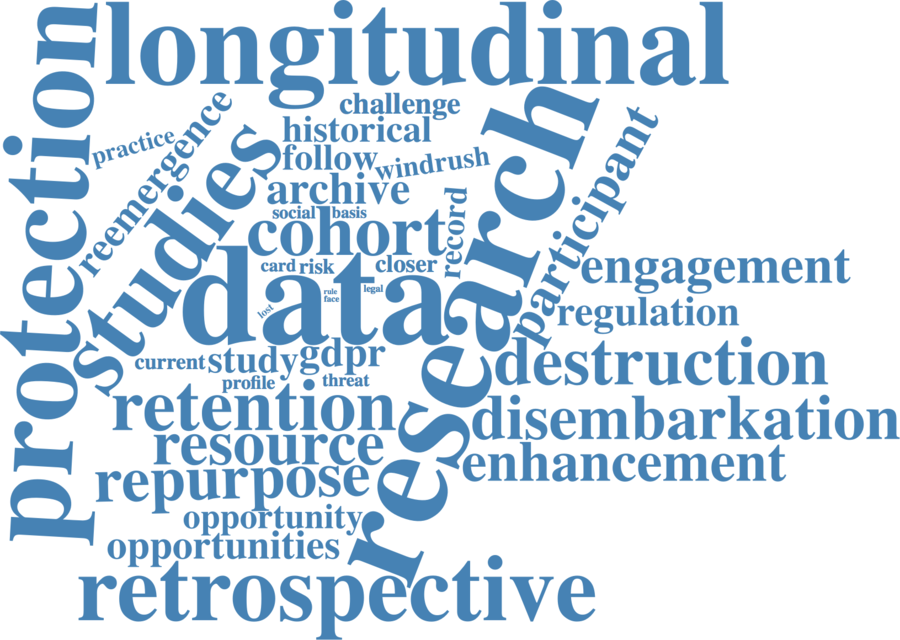 longitudinal
protection
challenge
practice
reemergence
historical
studies
follow
windrush
research
participant
archive
social
basis
cohort
record
card
risk
closer
data
rule
face
legal
lost
engagement
regulation
current
study
gdpr
profile
threat
destruction
retention
disembarkation
resource
enhancement
repurpose
opportunity
opportunities
retrospective